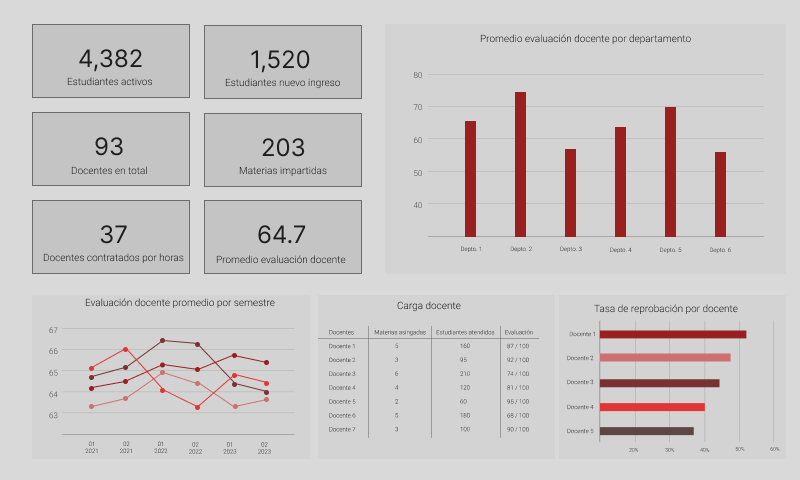 4,382
Estudiantes activos
1,520
Estudiantes nuevo ingreso
93
Docentes en total
203
Materias impartidas
37
Docentes contratados por horas
64.7
Promedio evaluación docente
Promedio evaluación docente por departamento
80
70
60
50
40
Depto. 1 Depto. 2 Depto. 3 Depto. 4 Depto. 5 Depto. 6
Evaluación docente promedio por semestre
67
66
65
64
63
01 02 01 02 01 02
2021 2021 2022 2022 2023 2023
Carga docente
Docentes Materias asingadas Estudiantes atendidos Evaluación
Docente 1 5 160 87 / 100
Docente 2 3 95 92 / 100
Docente 3 6 210 74 / 100
Docente 4 4 120 81 / 100
Docente 5 2 60 95 / 100
Docente 6 5 180 68 / 100
Docente 7 3 100 90 / 100
Tasa de reprobación por docente
Docente 1
Docente 2
Docente 3
Docente 4
Docente 5
20% 30% 40% 50% 60%